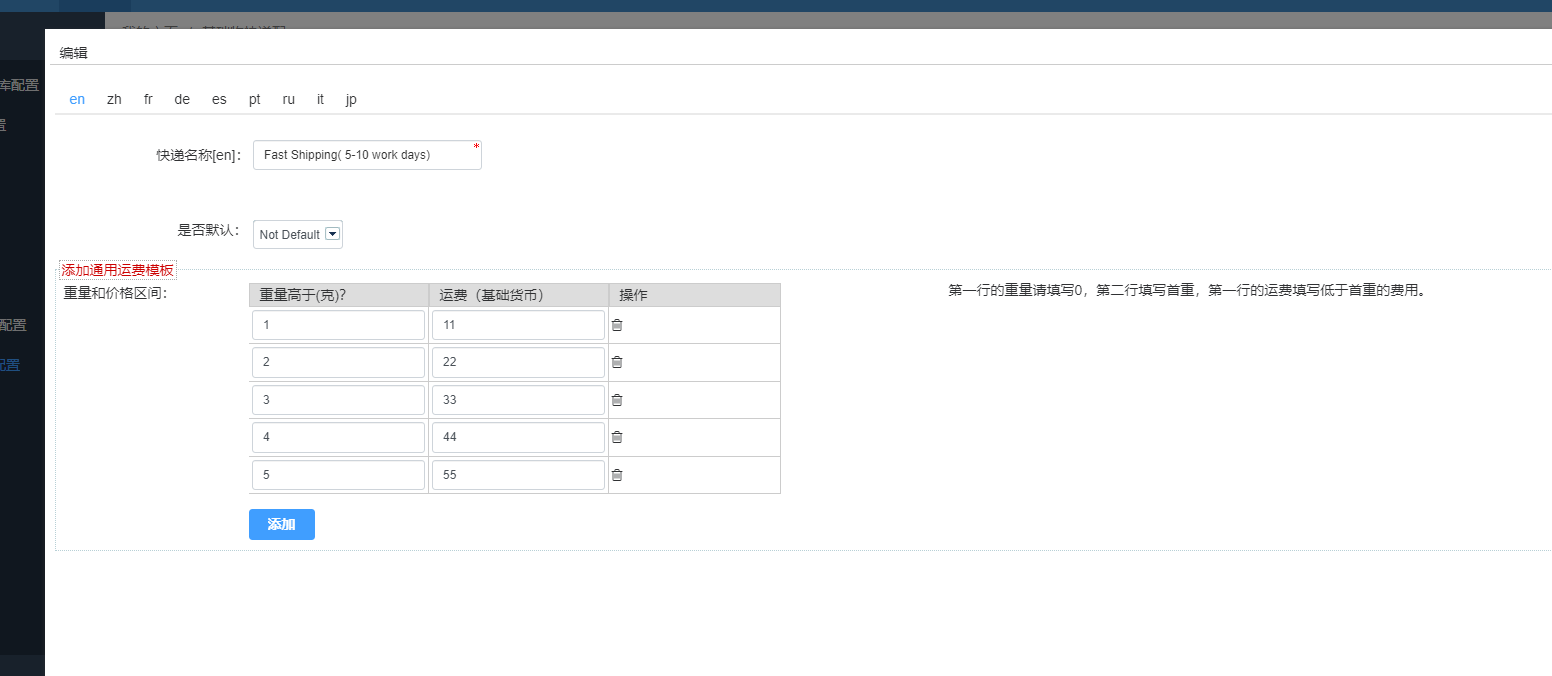 编辑
库配置
en zh fr de es pt ru it jp
置
快递名称[en]: Fast Shipping( 5-10 work days) *
是否默认: Not Default
添加通用运费模板
重量和价格区间:
重量高于(克)? 运费（基础货币） 操作
第一行的重量请填写0，第二行填写首重，第一行的运费填写低于首重的费用。
1 11
配置
2 22
配置
3 33
4 44
5 55
添加